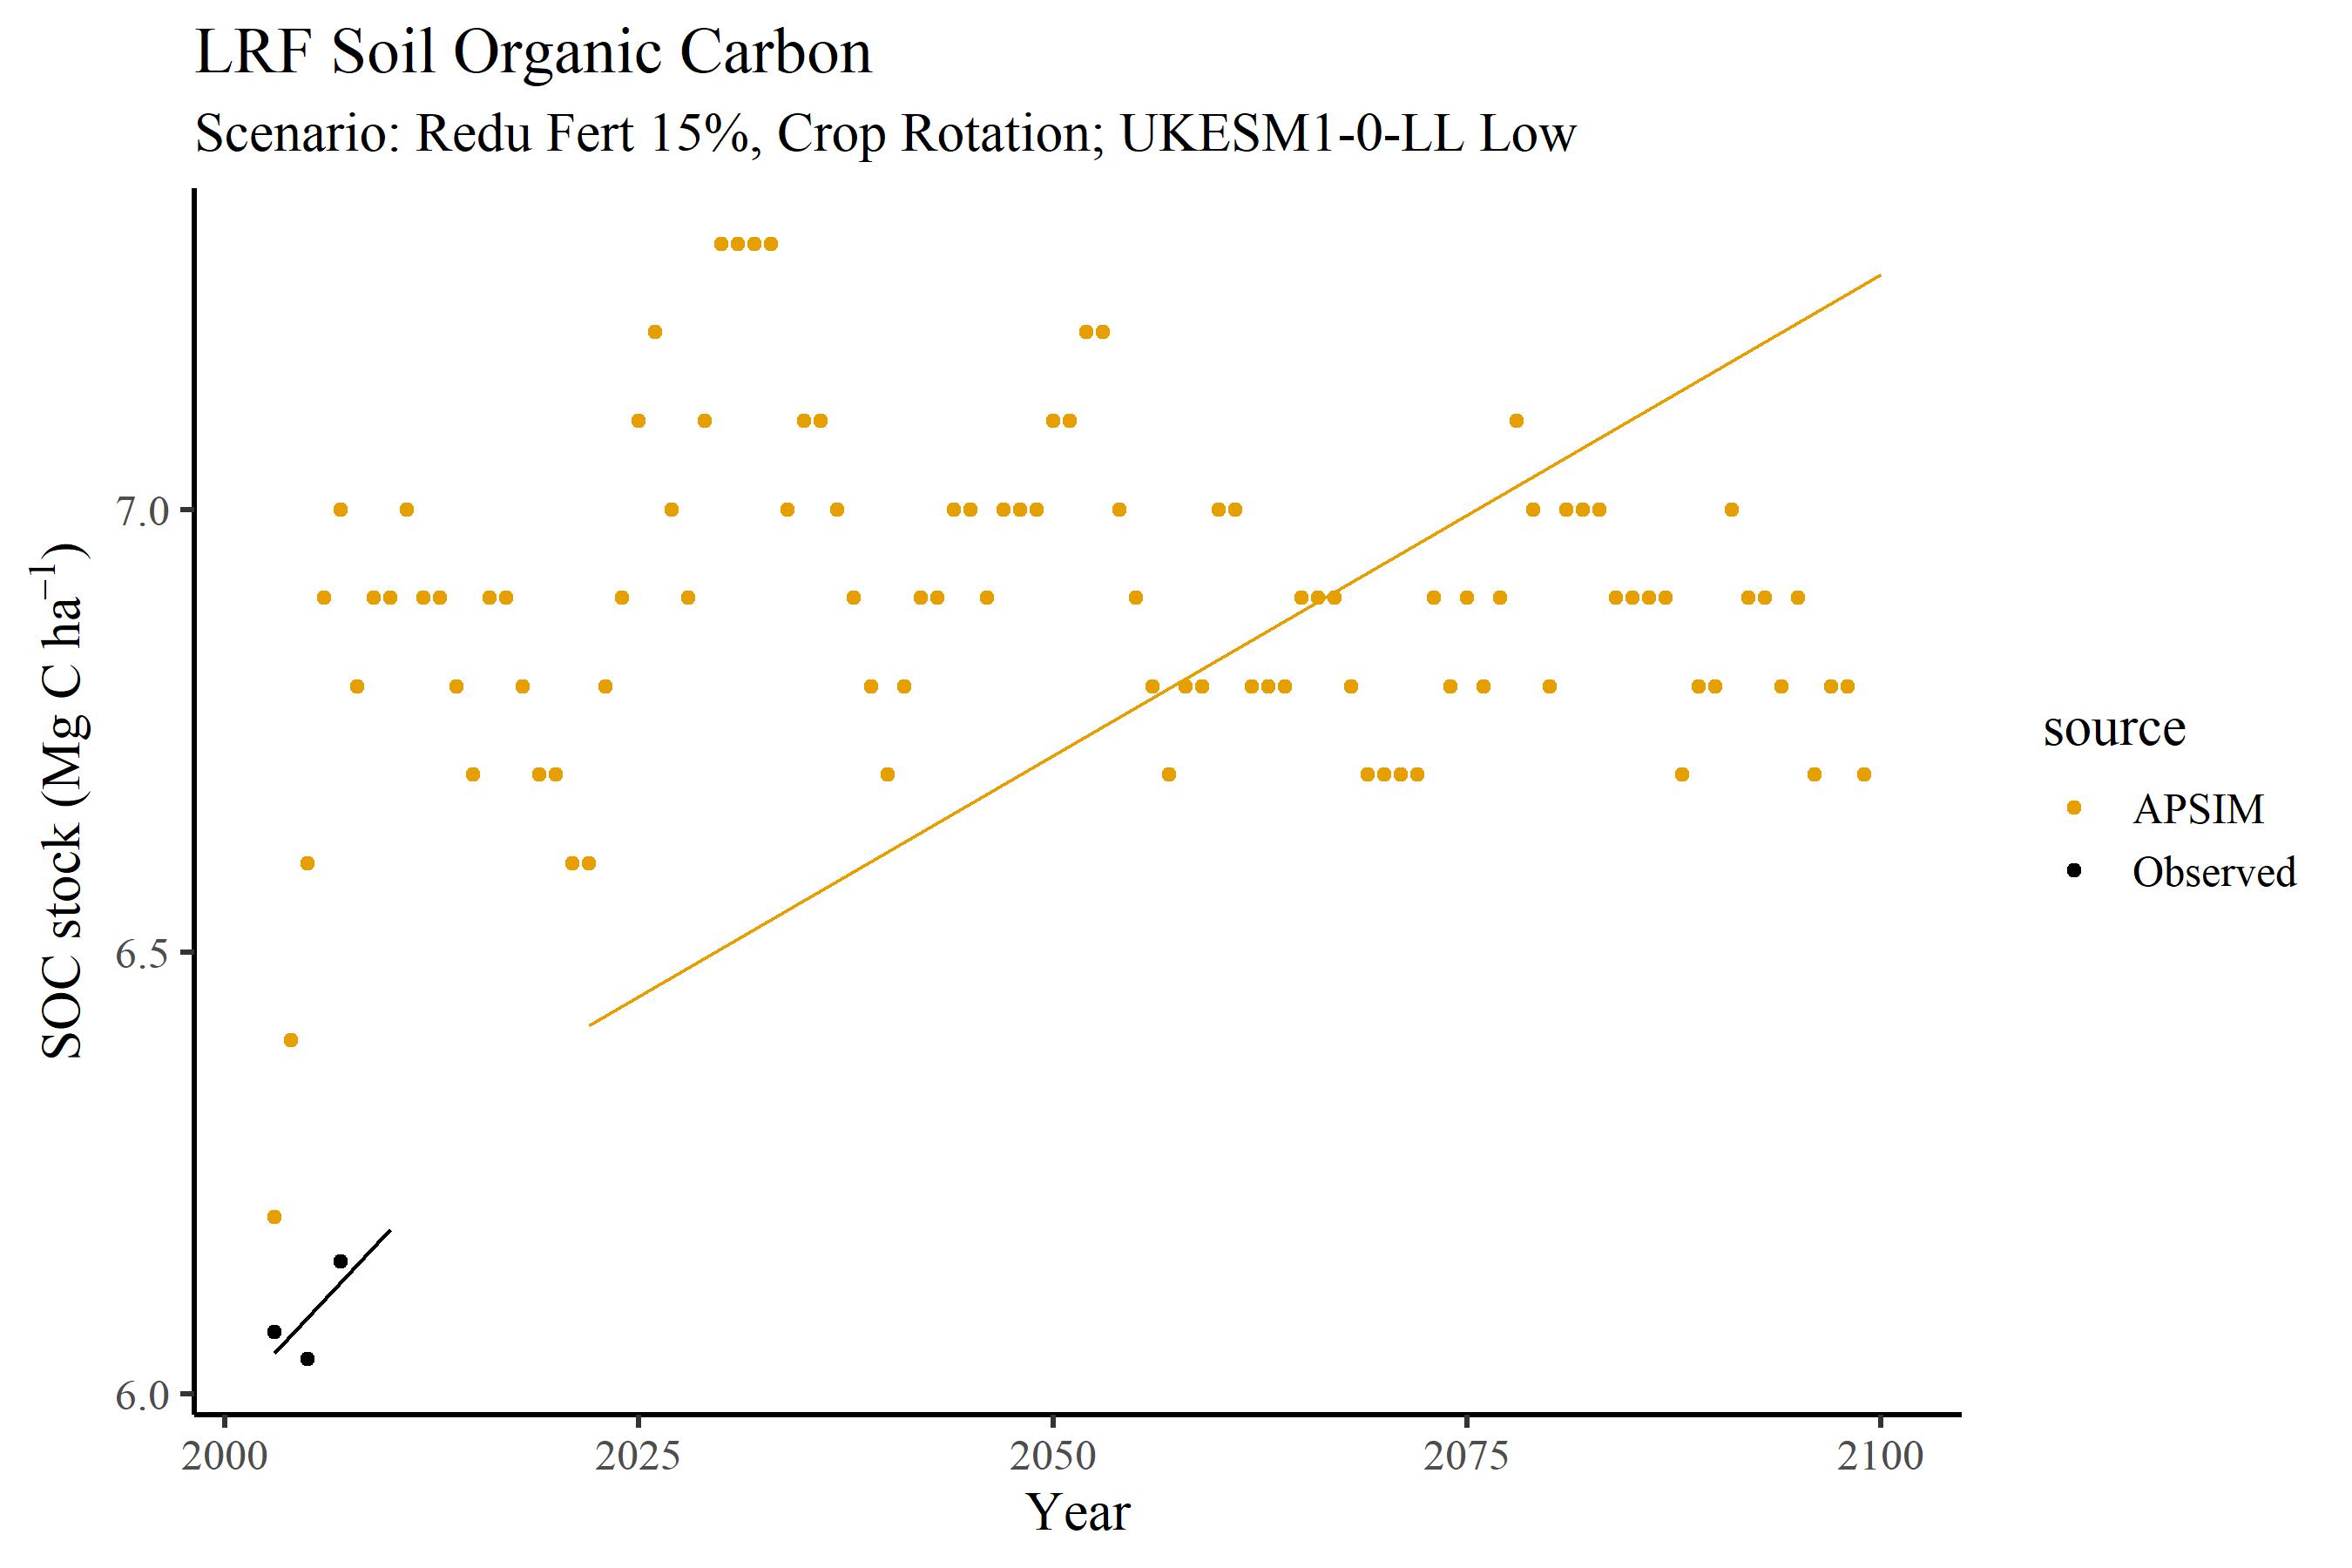 LRF Soil Organic Carbon
Scenario: Redu Fert 15%, Crop Rotation; UKESM1-0-LL Low
SOC stock (Mg C ha⁻¹)
7.0
6.5
6.0
2000 2025 2050 2075 2100
Year
source
APSIM
Observed